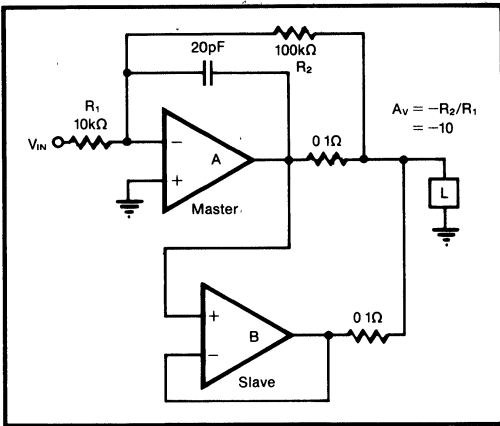 20pF
100kΩ
R2
R1
10kΩ
AV = −R2/R1
= −10
VIN
−
A
+
Master
0 1Ω
L
+
B
−
Slave
0 1Ω